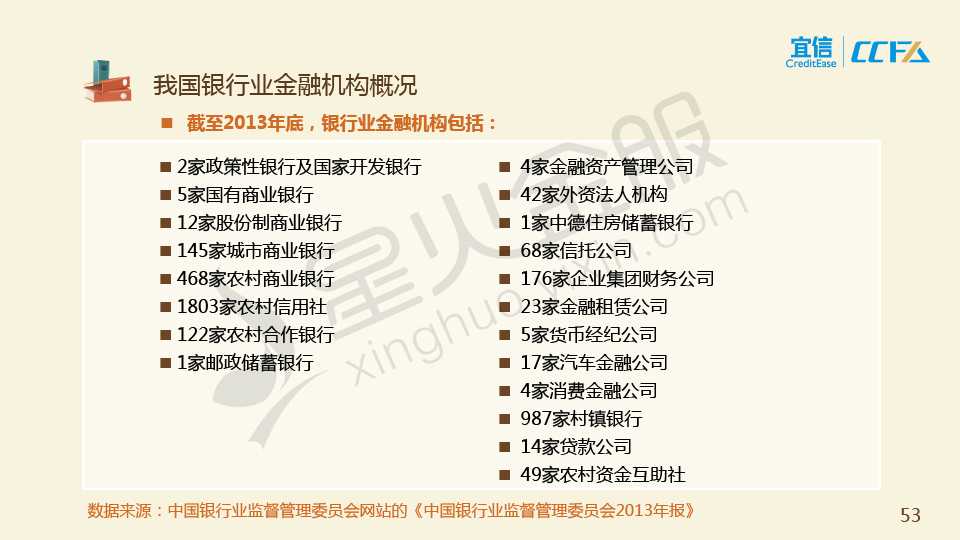 宜信
CreditEase
CCFA
我国银行业金融机构概况
■ 截至2013年底，银行业金融机构包括：
■ 2家政策性银行及国家开发银行
■ 5家国有商业银行
■ 12家股份制商业银行
■ 145家城市商业银行
■ 468家农村商业银行
■ 1803家农村信用社
■ 122家农村合作银行
■ 1家邮政储蓄银行
■ 4家金融资产管理公司
■ 42家外资法人机构
■ 1家中德住房储蓄银行
■ 68家信托公司
■ 176家企业集团财务公司
■ 23家金融租赁公司
■ 5家货币经纪公司
■ 17家汽车金融公司
■ 4家消费金融公司
■ 987家村镇银行
■ 14家贷款公司
■ 49家农村资金互助社
星火金服
xinghuo.yixin.com
数据来源：中国银行业监督管理委员会网站的《中国银行业监督管理委员会2013年报》
53